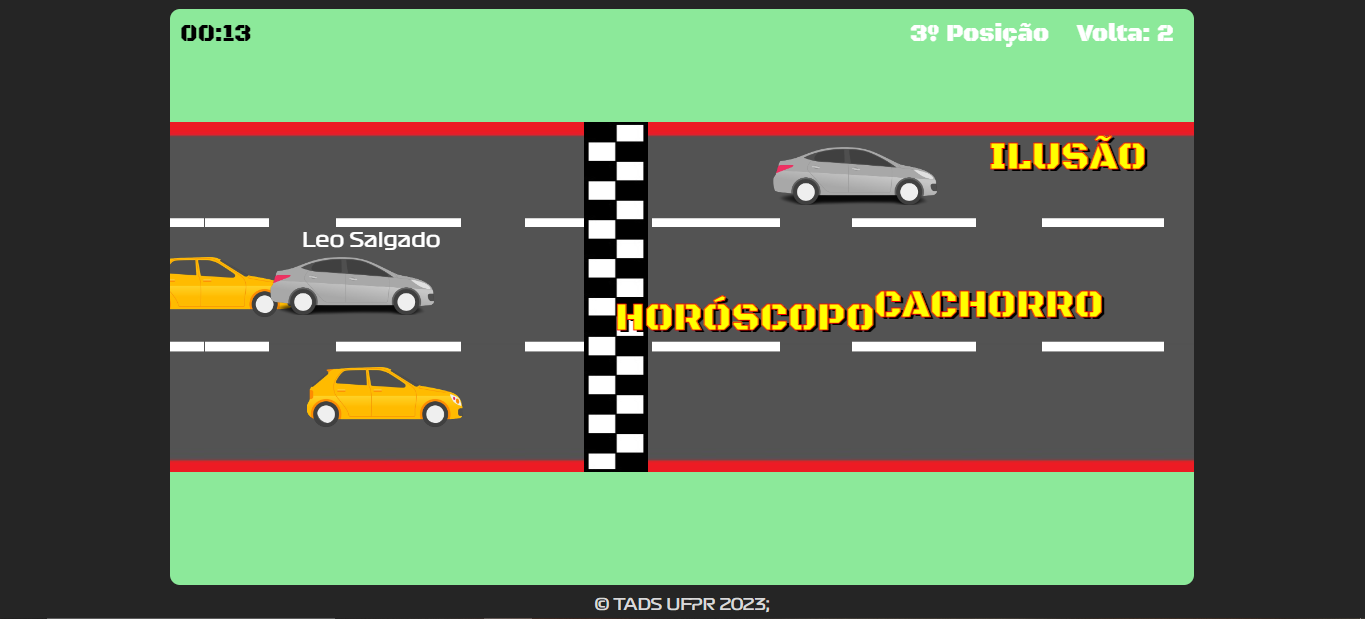 00:13
3º Posição
Volta: 2
ILUSÃO
Leo Salgado
CACHORRO
HORÓSCOPO
© TADS UFPR 2023;